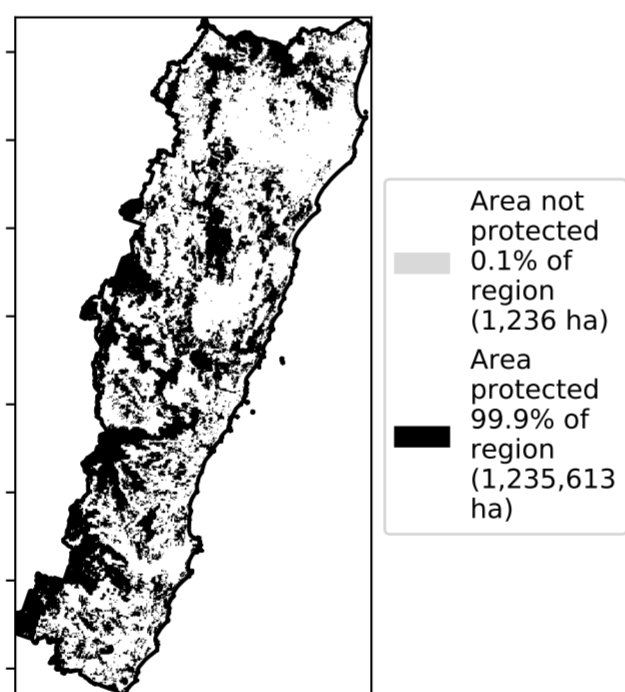 Area not
protected
0.1% of
region
(1,236 ha)
Area
protected
99.9% of
region
(1,235,613
ha)